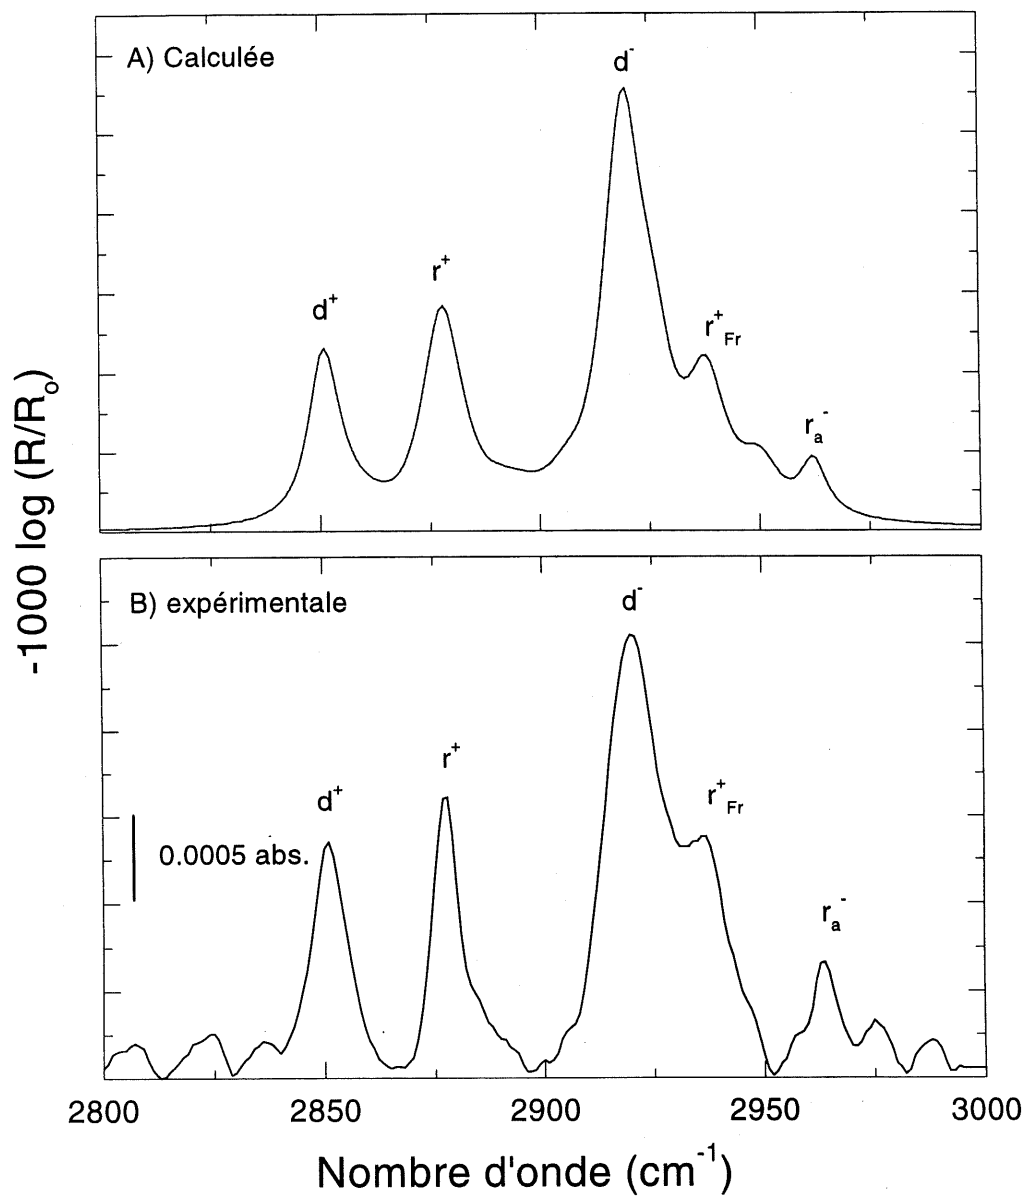 A) Calculée
d⁻
r⁺
d⁺
r⁺Fr
rₐ⁻
-1000 log (R/R₀)
B) expérimentale
d⁻
r⁺
d⁺
r⁺Fr
0.0005 abs.
rₐ⁻
2800 2850 2900 2950 3000
Nombre d'onde (cm⁻¹)